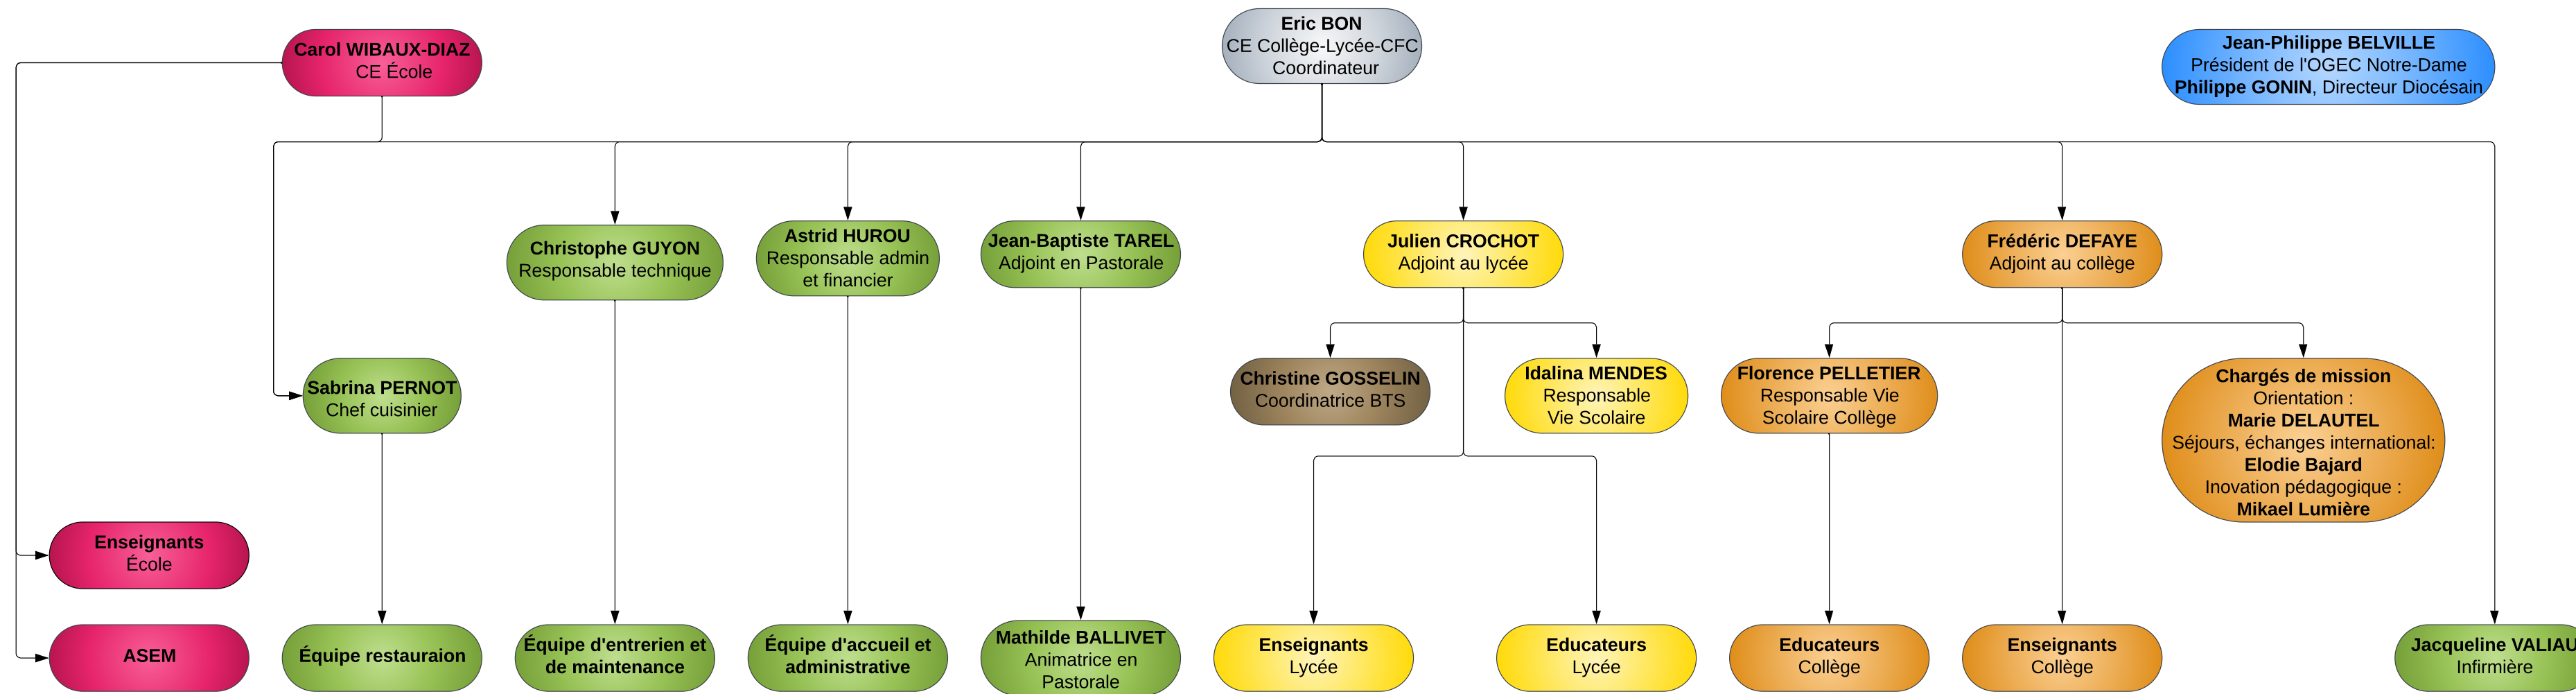 Carol WIBAUX-DIAZ
CE École
Eric BON
CE Collège-Lycée-CFC
Coordinateur
Jean-Philippe BELVILLE
Président de l'OGEC Notre-Dame
Philippe GONIN, Directeur Diocésain
Christophe GUYON
Responsable technique
Astrid HUROU
Responsable admin
et financier
Jean-Baptiste TAREL
Adjoint en Pastorale
Julien CROCHOT
Adjoint au lycée
Frédéric DEFAYE
Adjoint au collège
Sabrina PERNOT
Chef cuisinier
Christine GOSSELIN
Coordinatrice BTS
Idalina MENDES
Responsable
Vie Scolaire
Florence PELLETIER
Responsable Vie
Scolaire Collège
Chargés de mission
Orientation :
Marie DELAUTEL
Séjours, échanges international:
Elodie Bajard
Inovation pédagogique :
Mikael Lumière
Enseignants
École
ASEM
Équipe restauraion
Équipe d'entrerien et
de maintenance
Équipe d'accueil et
administrative
Mathilde BALLIVET
Animatrice en
Pastorale
Enseignants
Lycée
Educateurs
Lycée
Educateurs
Collège
Enseignants
Collège
Jacqueline
Infirmière